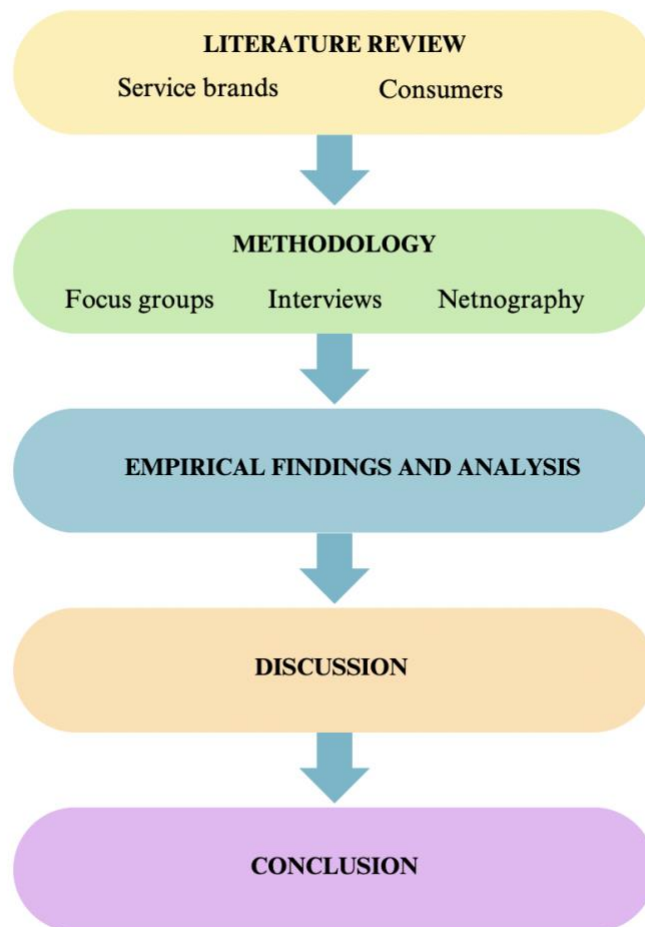 LITERATURE REVIEW
Service brands Consumers
METHODOLOGY
Focus groups Interviews Netnography
EMPIRICAL FINDINGS AND ANALYSIS
DISCUSSION
CONCLUSION